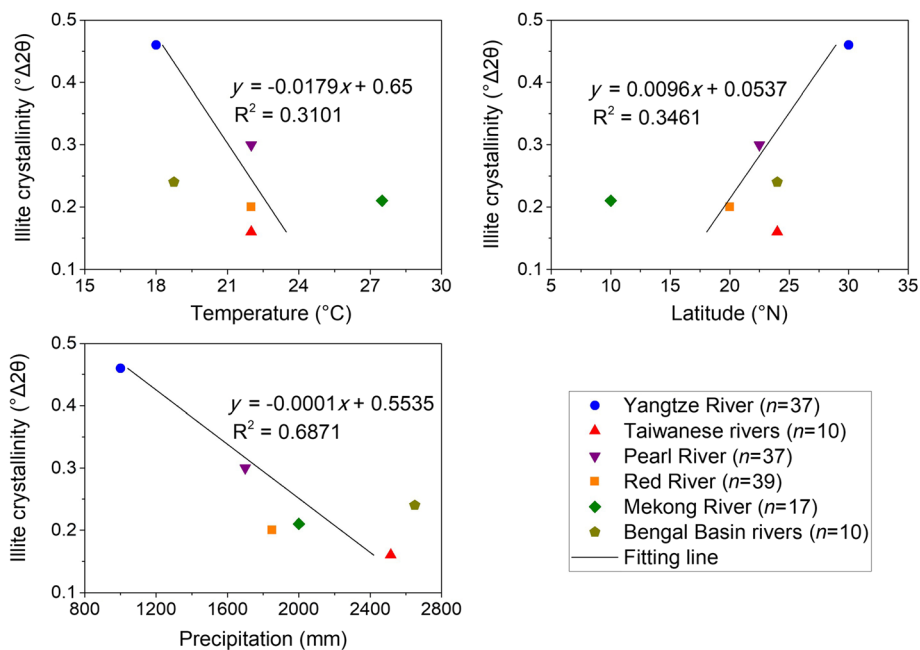 0.5
0.4
0.3
0.2
0.1
Illite crystallinity (°Δ2θ)
y = -0.0179x + 0.65
R² = 0.3101
15 18 21 24 27 30
Temperature (°C)
0.5
0.4
0.3
0.2
0.1
Illite crystallinity (°Δ2θ)
y = 0.0096x + 0.0537
R² = 0.3461
5 10 15 20 25 30 35
Latitude (°N)
0.5
0.4
0.3
0.2
0.1
Illite crystallinity (°Δ2θ)
y = -0.0001x + 0.5535
R² = 0.6871
800 1200 1600 2000 2400 2800
Precipitation (mm)
Yangtze River (n=37)
Taiwanese rivers (n=10)
Pearl River (n=37)
Red River (n=39)
Mekong River (n=17)
Bengal Basin rivers (n=10)
Fitting line